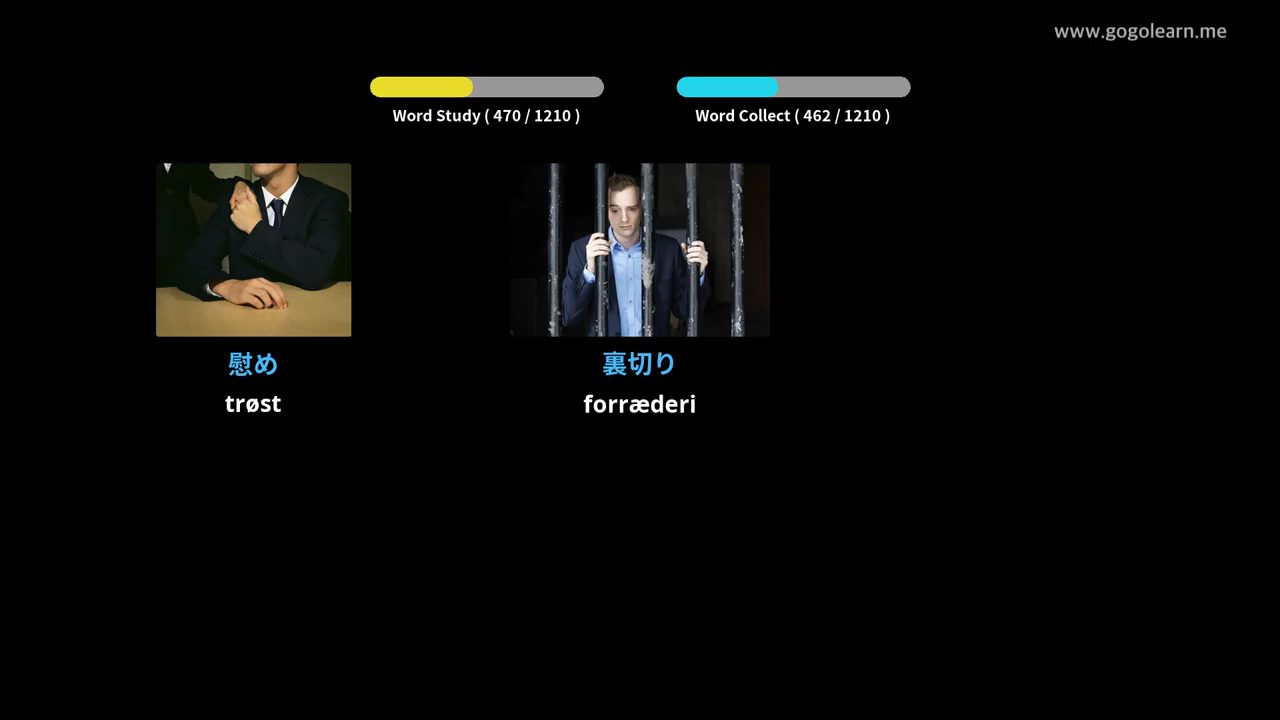 www.gogolearn.me
Word Study ( 470 / 1210 )
Word Collect ( 462 / 1210 )
慰め
trøst
裏切り
forræderi